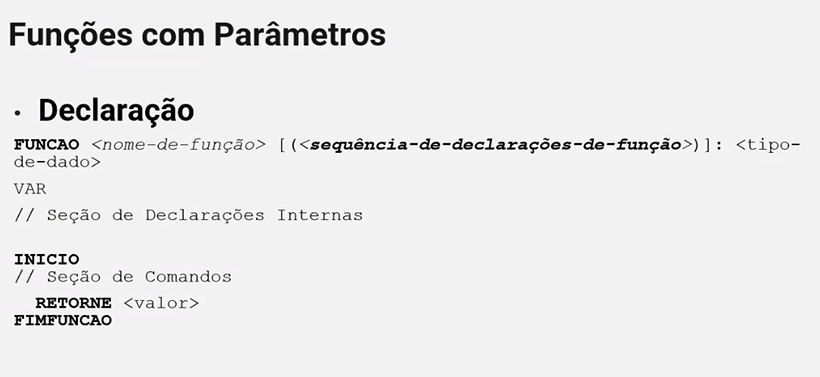 Funções com Parâmetros
• Declaração
FUNCAO <nome-de-função> [(<sequência-de-declarações-de-função>)]: <tipo-
de-dado>
VAR
// Seção de Declarações Internas
INICIO
// Seção de Comandos
RETORNE <valor>
FIMFUNCAO